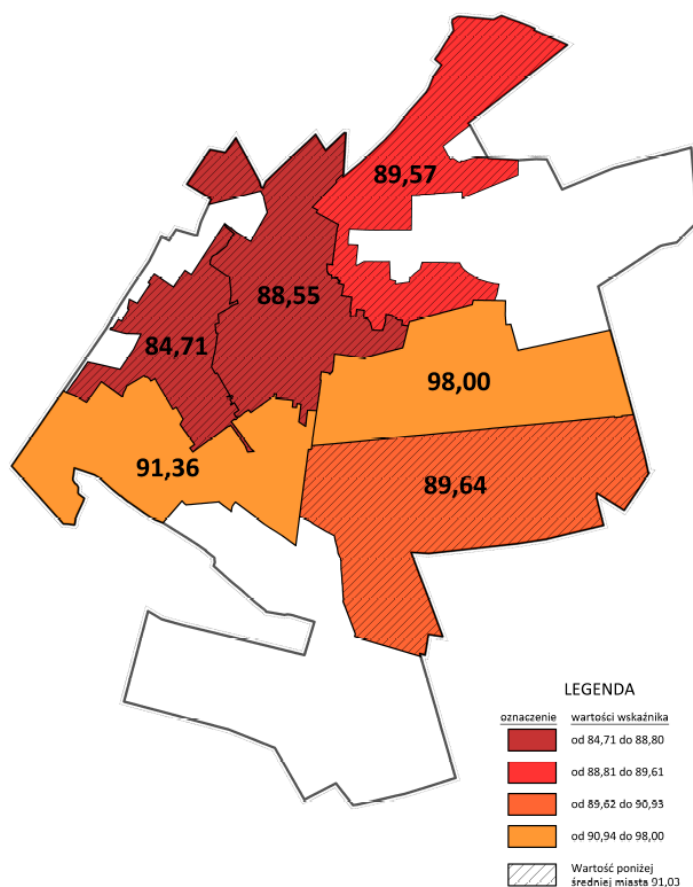 89,57
88,55
84,71
98,00
91,36
89,64
LEGENDA
oznaczenie wartości wskaźnika
od 84,71 do 88,80
od 88,81 do 89,61
od 89,62 do 90,93
od 90,94 do 98,00
Wartość poniżej
średniej miasta 91,03